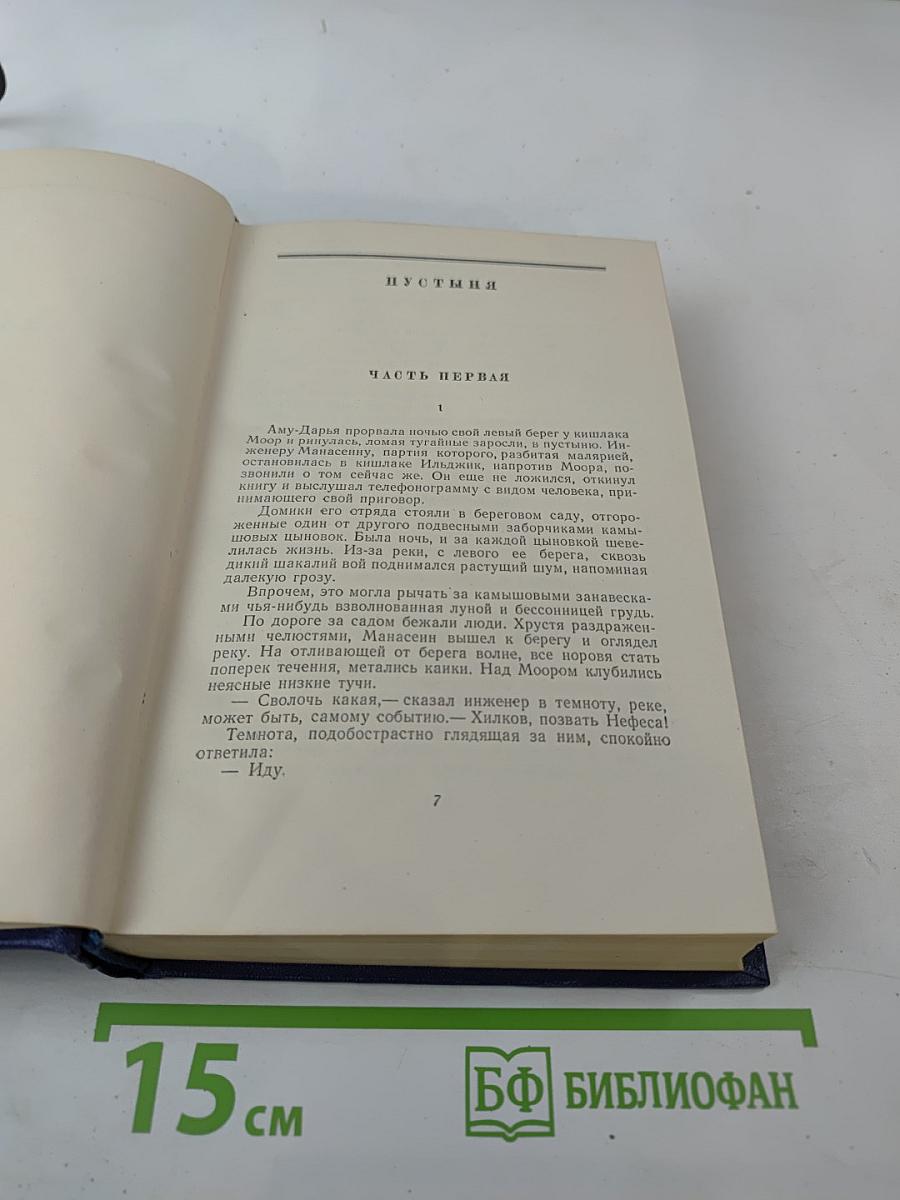 ПУСТЫНЯ
ЧАСТЬ ПЕРВАЯ
1
Аму-Дарья прорвала ночью свой левый берег у кишлака
Моор и ринулась, ломая тугайные заросли, в пустыню. Ин-
женеру Манасеину, партия которого, разбитая малярией,
остановилась в кишлаке Ильджик, напротив Моора, по-
звонили о том сейчас же. Он еще не ложился, откинул
книгу и выслушал телефонограмму с видом человека, при-
нимающего свой приговор.
Домики его отряда стояли в береговом саду, отгоро-
женные один от другого подвесными заборчиками камы-
шовых цыновок. Была ночь, и за каждой цыновкой шеве-
лилась жизнь. Из-за реки, с левого ее берега, сквозь
дикий шакалий вой поднимался растущий шум, напоминая
далекую грозу.
Впрочем, это могла рычать за камышовыми занавеска-
ми чья-нибудь взволнованная луной и бессонницей грудь.
По дороге за садом бежали люди. Хрустя раздражен-
ными челюстями, Манасеин вышел к берегу и оглядел
реку. На отливающей от берега волне, все норовя стать
поперек течения, метались каики. Над Моором клубились
неясные низкие тучи.
— Сволочь какая,— сказал инженер в темноту, реке,
может быть, самому событию.— Хилков, позвать Нефеса!
Темнота, подобострастно глядящая за ним, спокойно
ответила:
— Иду.
7
15 см
БФ БИБЛИОФАН